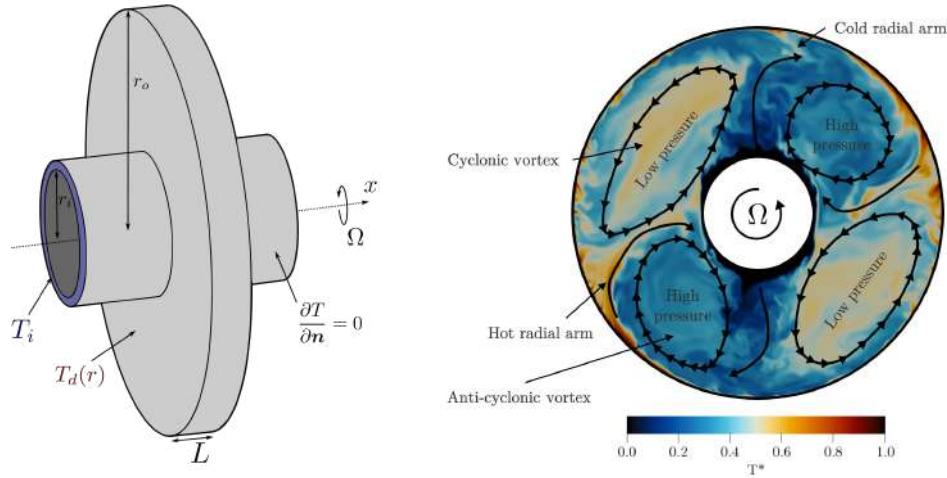 r_o
r_i
x
Ω
T_i
∂T/∂n = 0
T_d(r)
L
Cold radial arm
High
pressure
Cyclonic vortex
Low pressure
Ω
Low pressure
High
pressure
Hot radial arm
Anti-cyclonic vortex
0.0 0.2 0.4 0.6 0.8 1.0
T*